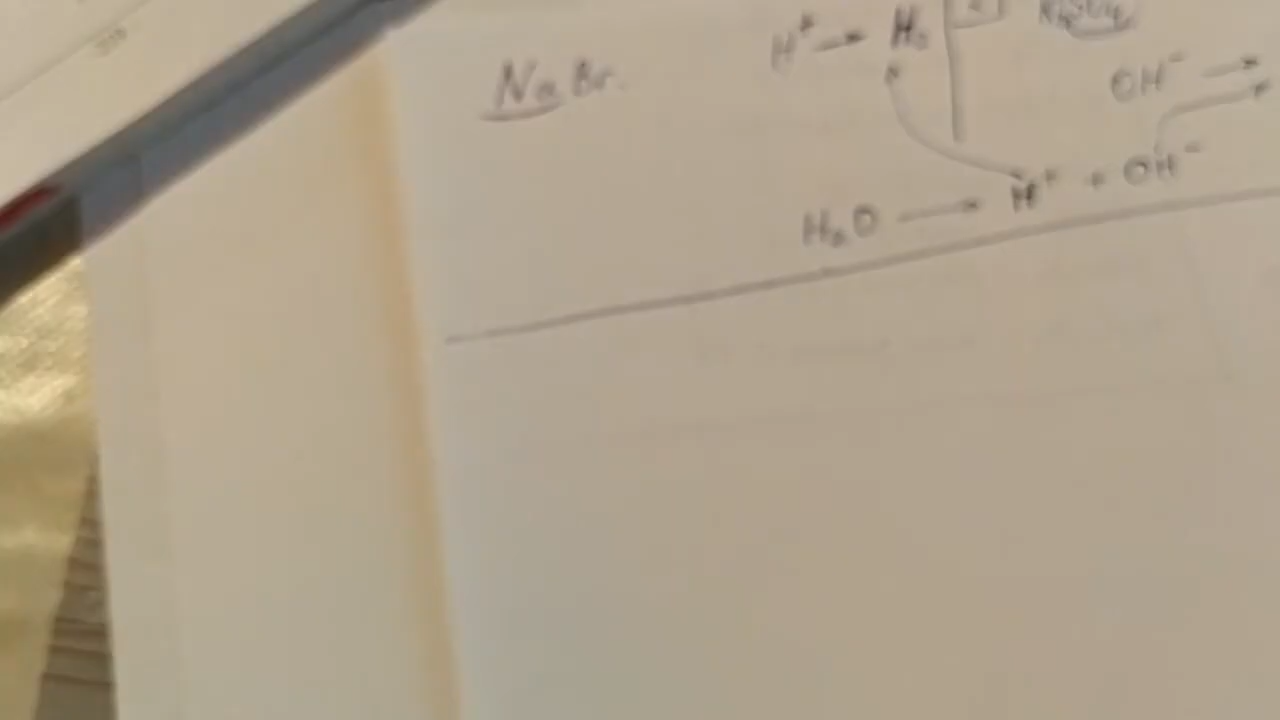 NaBr.
H⁺ → H₂
OH⁻ →
H₂O → H⁺ + OH⁻